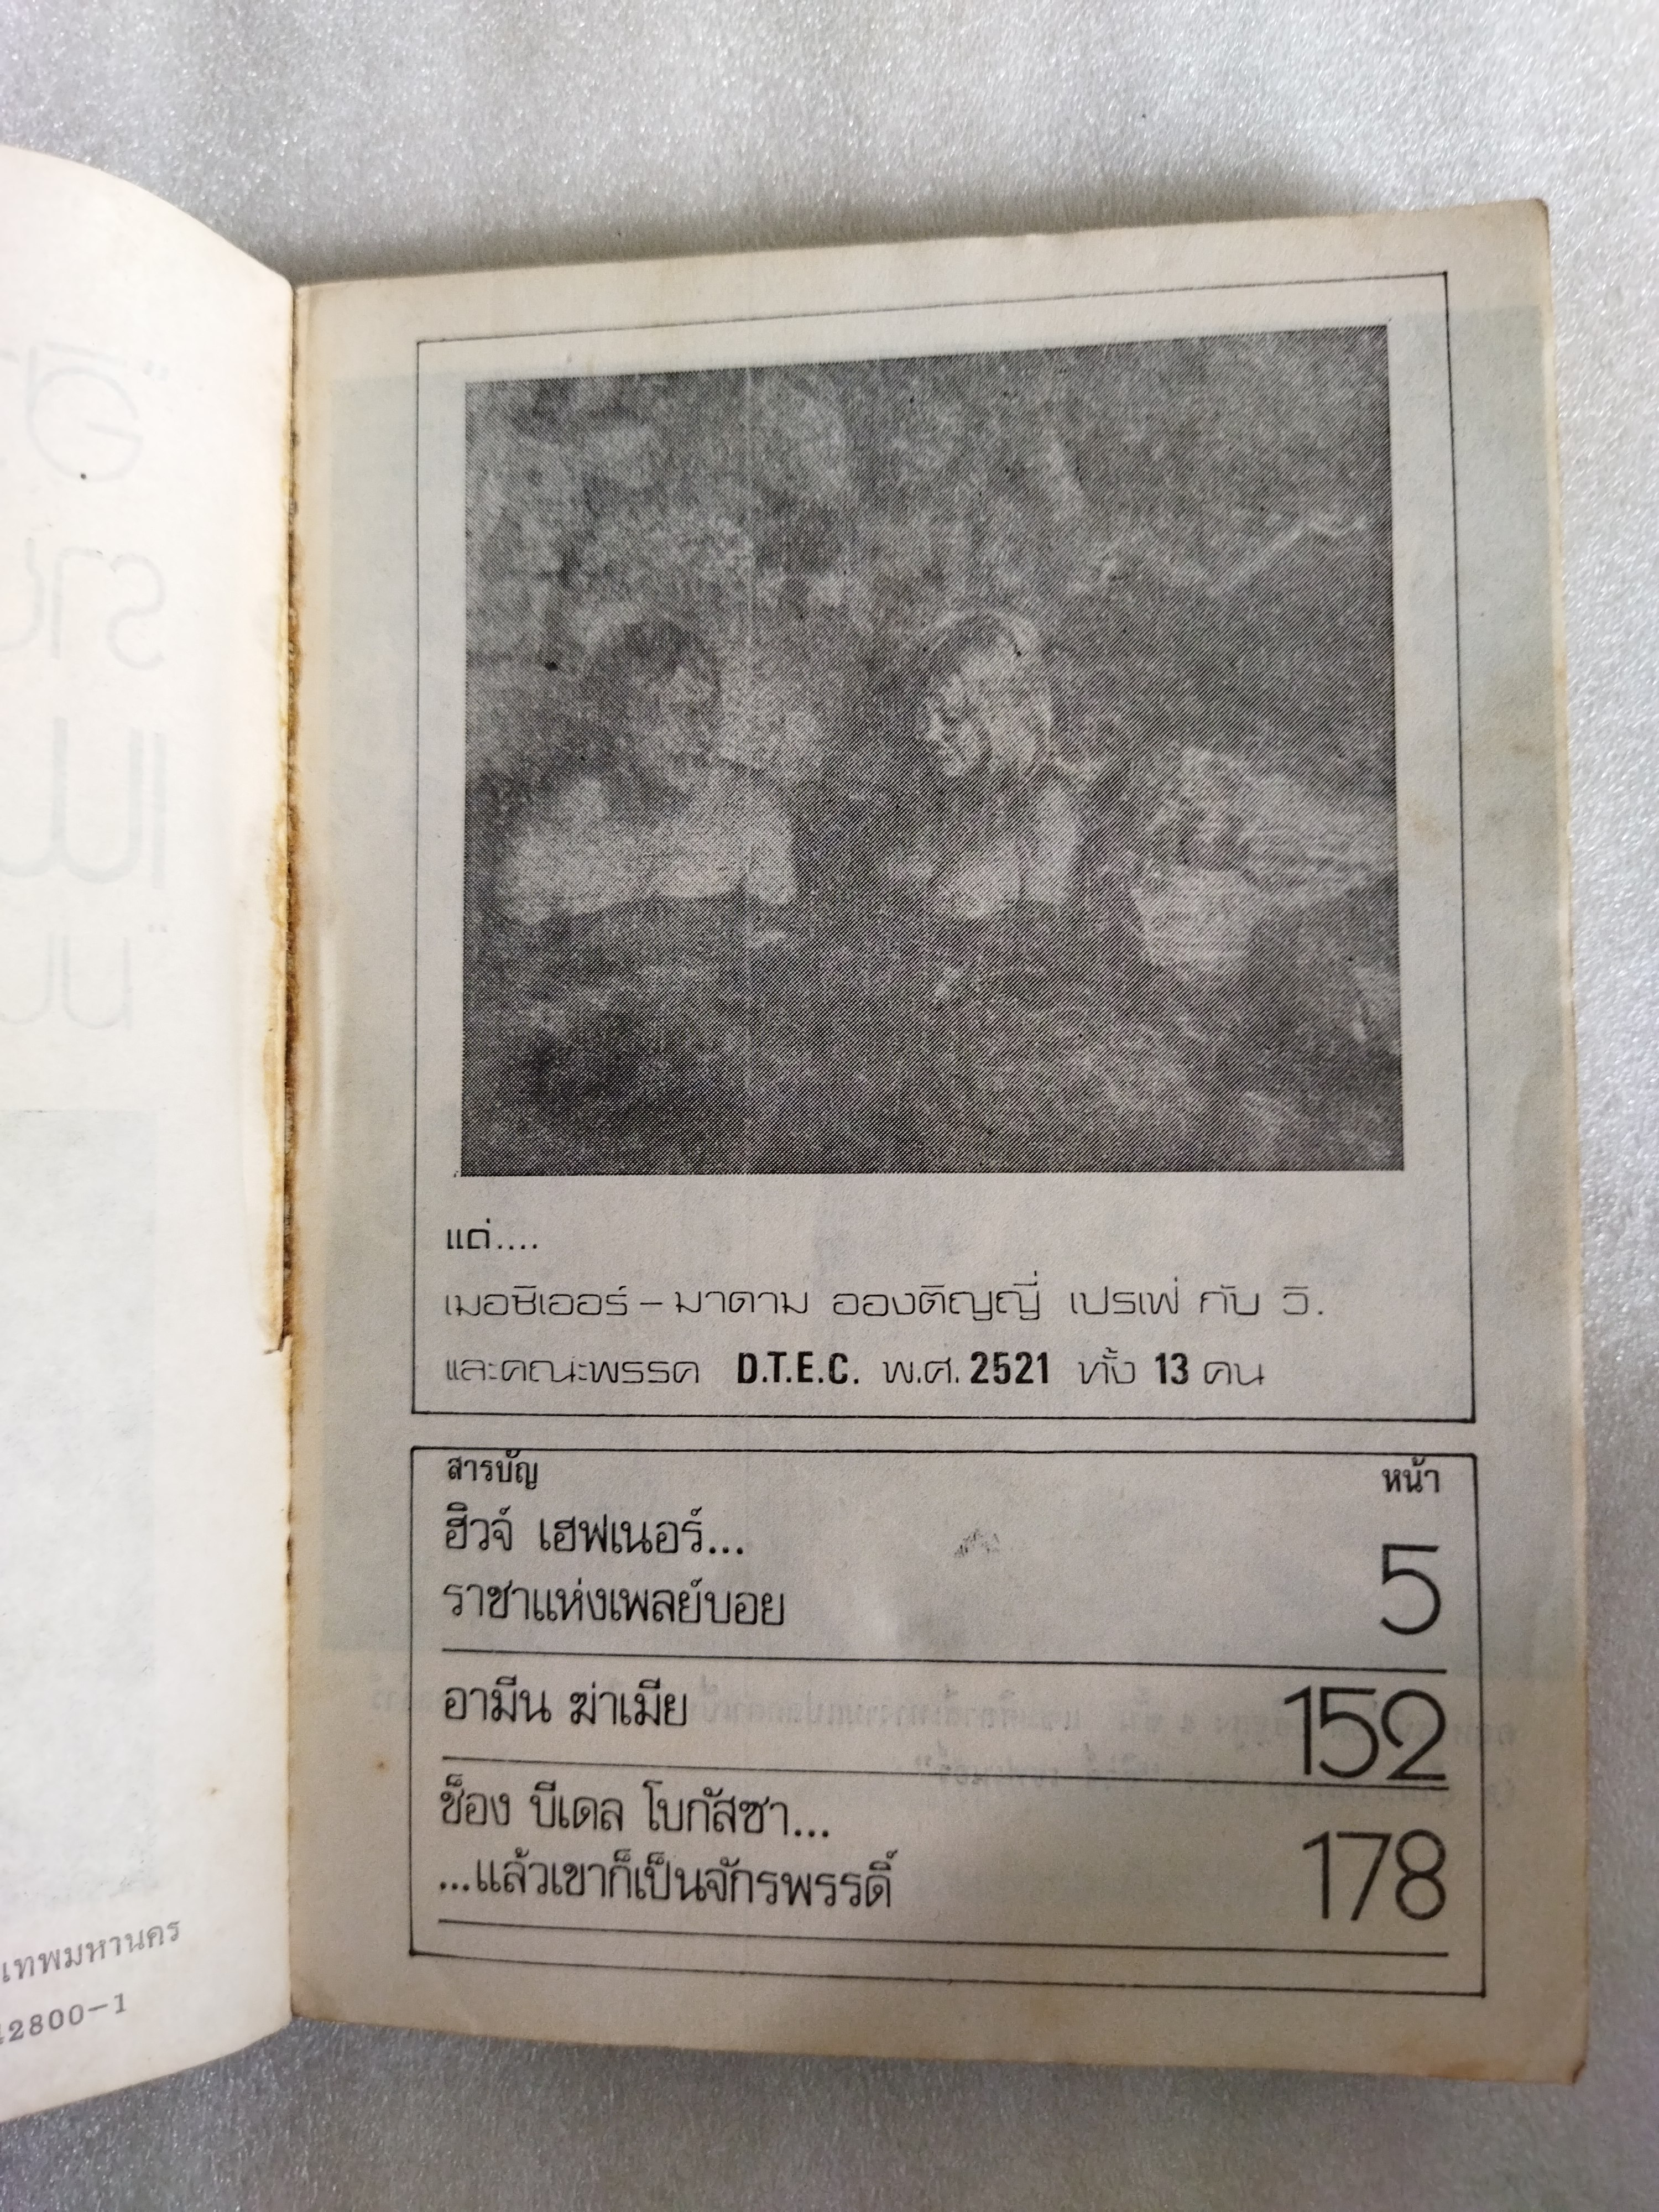 เทพมหานคร
42800-1
แต่....
เมอซิเออร์ - มาดาม อองติญญี่ เปรเฟ่ กับ วิ.
และคณะพรรค D.T.E.C. พ.ศ. 2521 ทั้ง 13 คน
สารบัญ หน้า
ฮิวจ์ เฮฟเนอร์...
ราชาแห่งเพลย์บอย 5
อามีน ฆ่าเมีย 152
ช็อง บีเดล โบกัสซา...
...แล้วเขาก็เป็นจักรพรรดิ์ 178